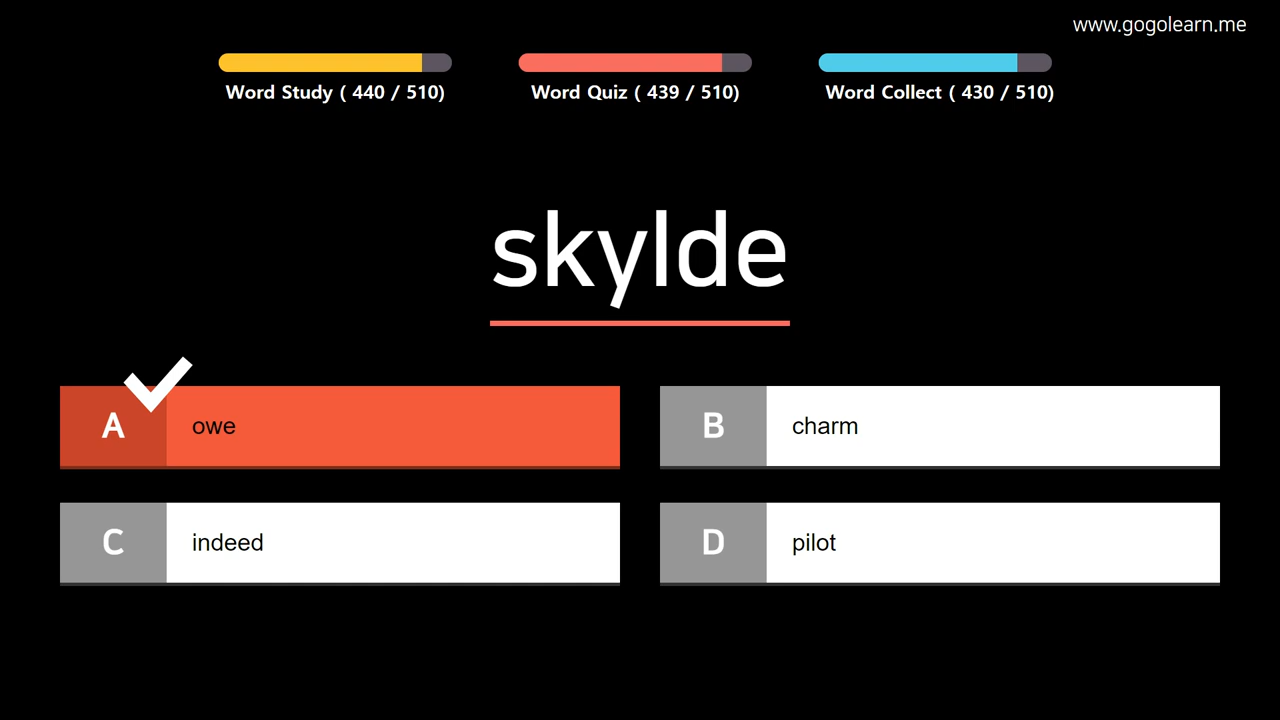 www.gogolearn.me
Word Study ( 440 / 510)
Word Quiz ( 439 / 510)
Word Collect ( 430 / 510)
skylde
A owe
B charm
C indeed
D pilot